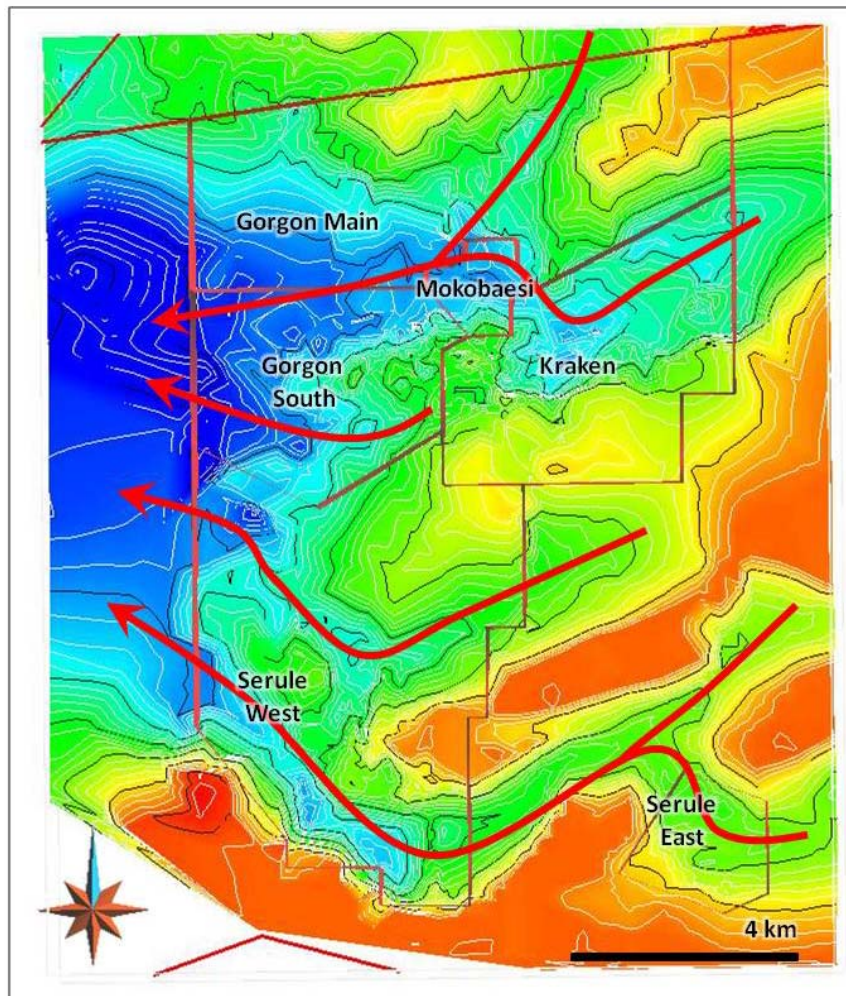 Gorgon Main
Mokobaesi
Gorgon
South
Kraken
Serule
West
Serule
East
4 km